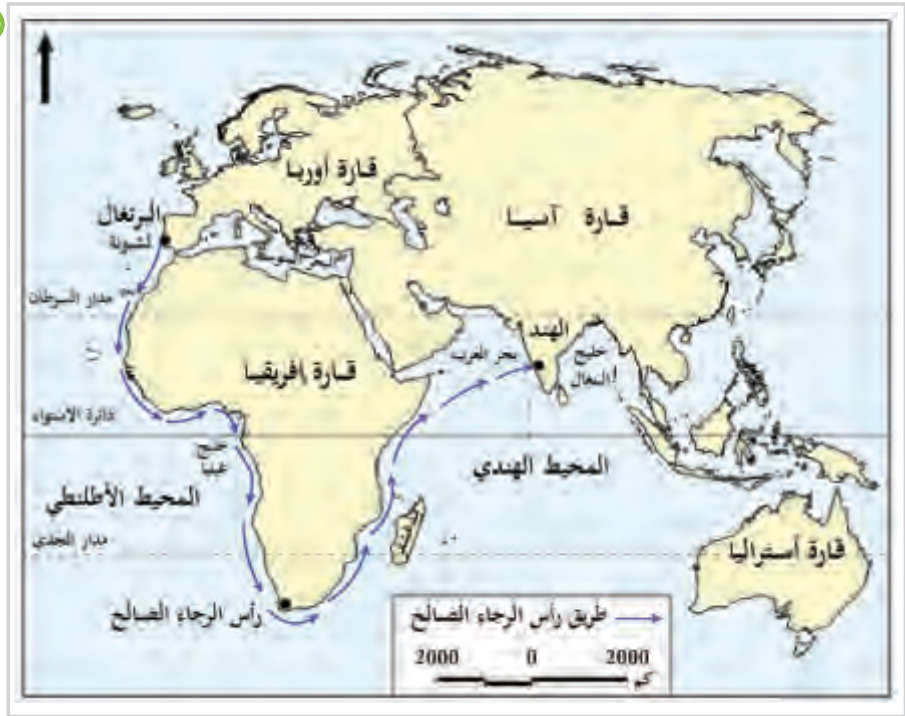 قارة أوربا
البرتغال
لشبونة
قارة آسيا
مدار السرطان
الهند
بحر العرب
خليج
البنغال
قارة إفريقيا
دائرة الاستواء
خليج
غينيا
المحيط الهندي
المحيط الأطلنطي
مدار الجدي
قارة أستراليا
رأس الرجاء الصالح
طريق رأس الرجاء الصالح
2000 0 2000
كم